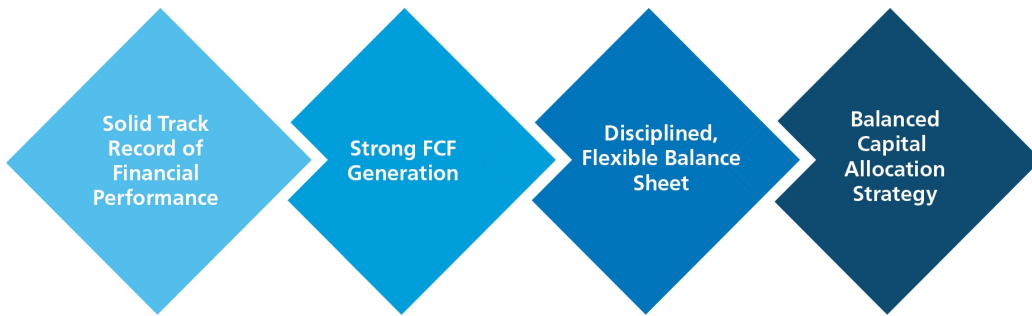 Solid Track
Record of
Financial
Performance
Strong FCF
Generation
Disciplined,
Flexible Balance
Sheet
Balanced
Capital
Allocation
Strategy